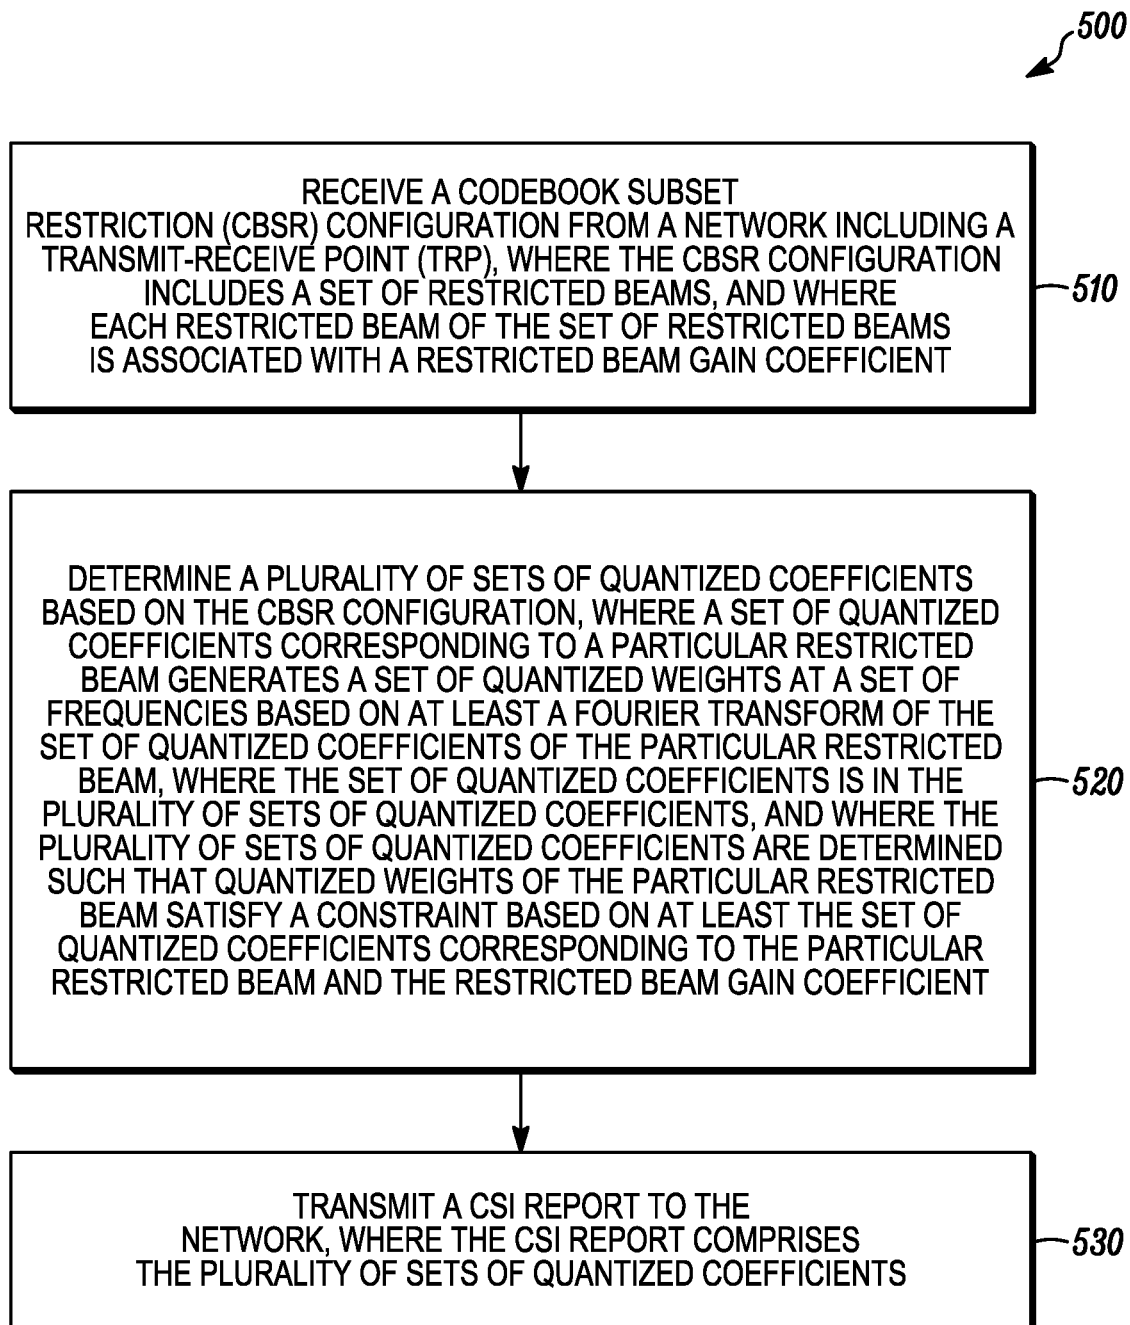 500
RECEIVE A CODEBOOK SUBSET
RESTRICTION (CBSR) CONFIGURATION FROM A NETWORK INCLUDING A
TRANSMIT-RECEIVE POINT (TRP), WHERE THE CBSR CONFIGURATION
INCLUDES A SET OF RESTRICTED BEAMS, AND WHERE
EACH RESTRICTED BEAM OF THE SET OF RESTRICTED BEAMS
IS ASSOCIATED WITH A RESTRICTED BEAM GAIN COEFFICIENT
510
DETERMINE A PLURALITY OF SETS OF QUANTIZED COEFFICIENTS
BASED ON THE CBSR CONFIGURATION, WHERE A SET OF QUANTIZED
COEFFICIENTS CORRESPONDING TO A PARTICULAR RESTRICTED
BEAM GENERATES A SET OF QUANTIZED WEIGHTS AT A SET OF
FREQUENCIES BASED ON AT LEAST A FOURIER TRANSFORM OF THE
SET OF QUANTIZED COEFFICIENTS OF THE PARTICULAR RESTRICTED
BEAM, WHERE THE SET OF QUANTIZED COEFFICIENTS IS IN THE
PLURALITY OF SETS OF QUANTIZED COEFFICIENTS, AND WHERE THE
PLURALITY OF SETS OF QUANTIZED COEFFICIENTS ARE DETERMINED
SUCH THAT QUANTIZED WEIGHTS OF THE PARTICULAR RESTRICTED
BEAM SATISFY A CONSTRAINT BASED ON AT LEAST THE SET OF
QUANTIZED COEFFICIENTS CORRESPONDING TO THE PARTICULAR
RESTRICTED BEAM AND THE RESTRICTED BEAM GAIN COEFFICIENT
520
TRANSMIT A CSI REPORT TO THE
NETWORK, WHERE THE CSI REPORT COMPRISES
THE PLURALITY OF SETS OF QUANTIZED COEFFICIENTS
530